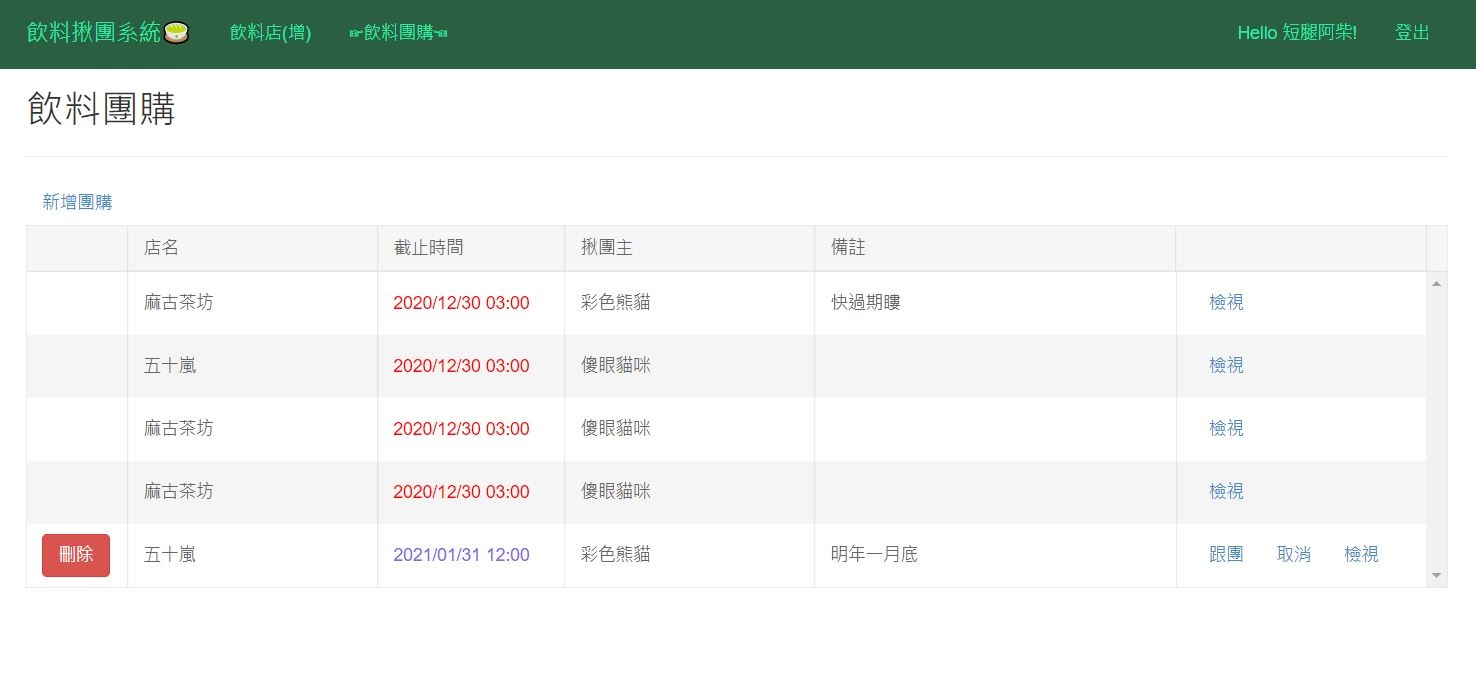 飲料揪團系統🍵 飲料店(增) ☞飲料團購☜ Hello 短腿阿柴! 登出
飲料團購
新增團購
店名 截止時間 揪團主 備註
麻古茶坊 2020/12/30 03:00 彩色熊貓 快過期囉 檢視
五十嵐 2020/12/30 03:00 傻眼貓咪 檢視
麻古茶坊 2020/12/30 03:00 傻眼貓咪 檢視
麻古茶坊 2020/12/30 03:00 傻眼貓咪 檢視
刪除 五十嵐 2021/01/31 12:00 彩色熊貓 明年一月底 跟團 取消 檢視